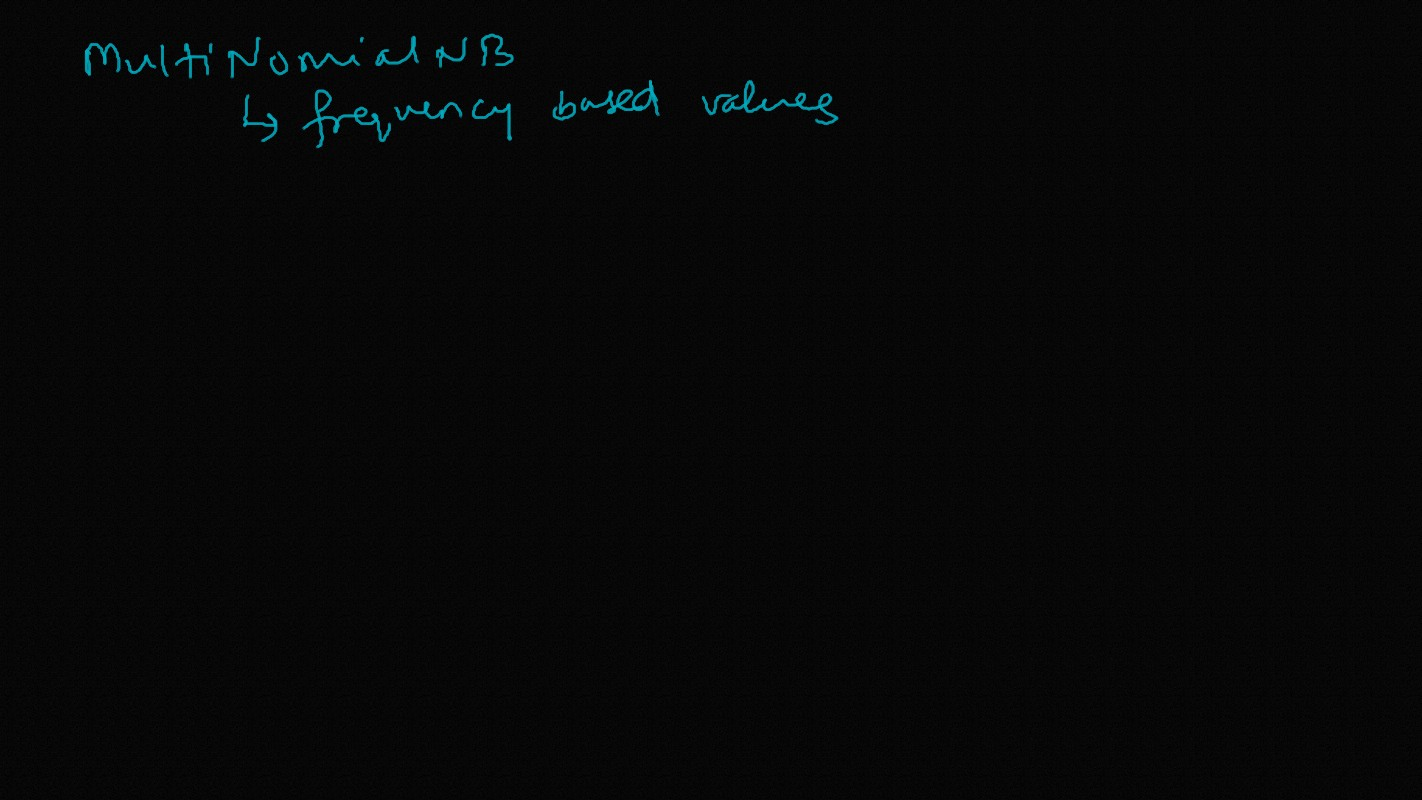 MultiNomialNB
↳ frequency based values